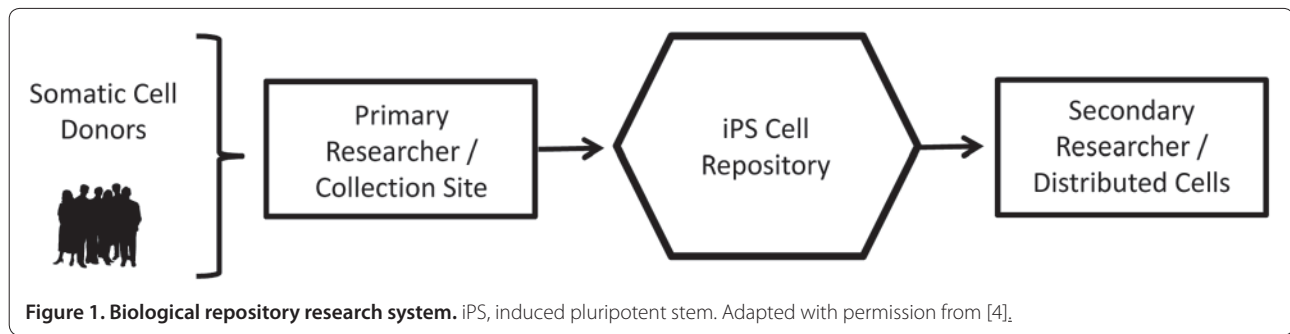 Somatic Cell
Donors
Primary
Researcher /
Collection Site
iPS Cell
Repository
Secondary
Researcher /
Distributed Cells
Figure 1. Biological repository research system. iPS, induced pluripotent stem. Adapted with permission from [4].